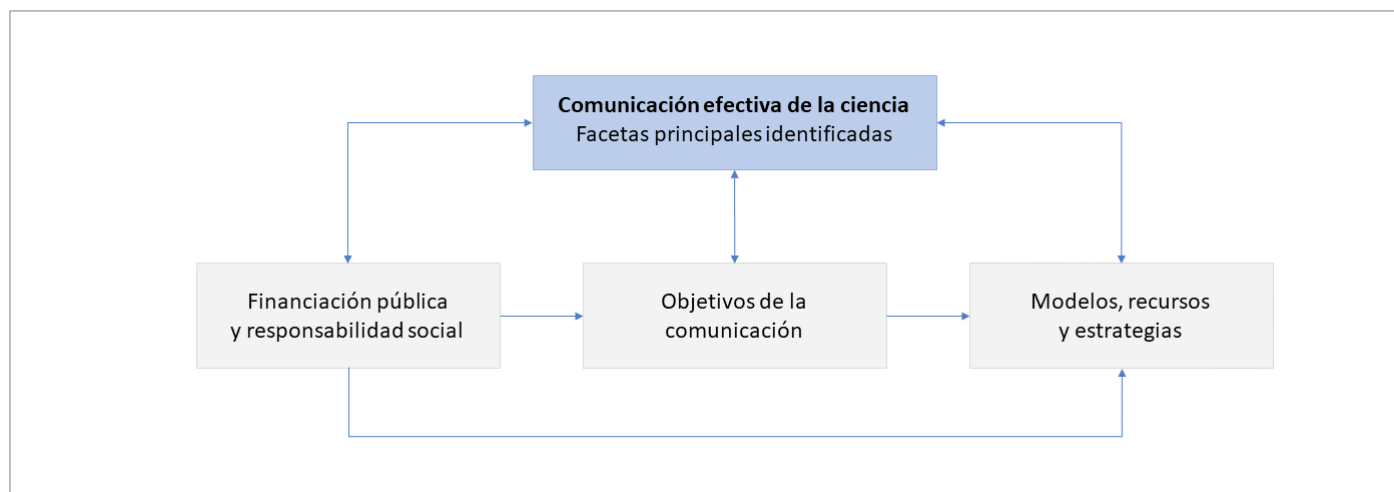 Comunicación efectiva de la ciencia
Facetas principales identificadas
Financiación pública
y responsabilidad social
Objetivos de la
comunicación
Modelos, recursos
y estrategias